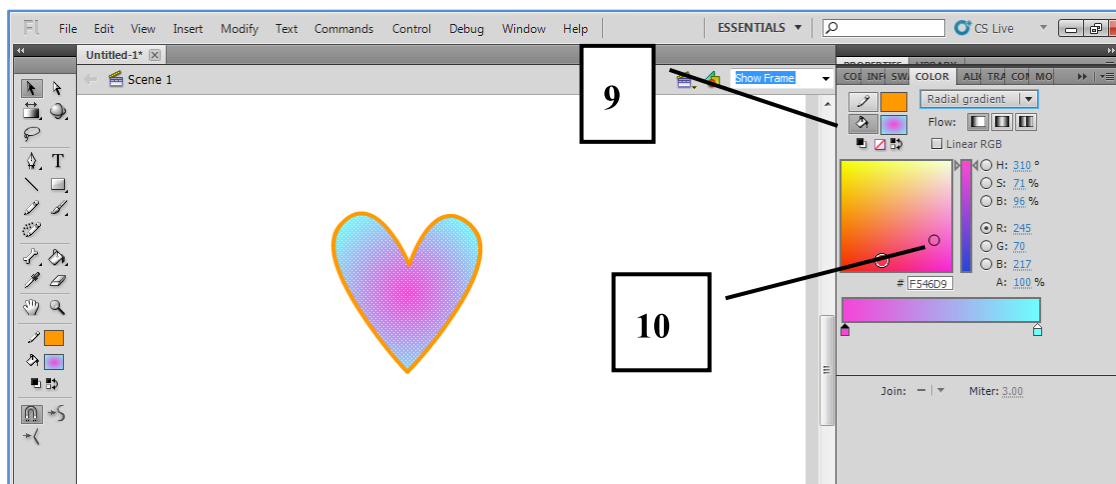 Fl File Edit View Insert Modify Text Commands Control Debug Window Help ESSENTIALS CS Live
Untitled-1*
Scene 1
Show Frame
9
COLOR
Radial gradient
Flow:
Linear RGB
H: 310 °
S: 71 %
B: 96 %
R: 245
G: 70
B: 217
# F546D9 A: 100 %
10
Join: Miter: 3.00
T